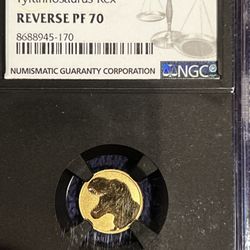 Tyrannosaurus Rex
REVERSE PF 70
8688945-170
NUMISMATIC GUARANTY CORPORATION
NGC